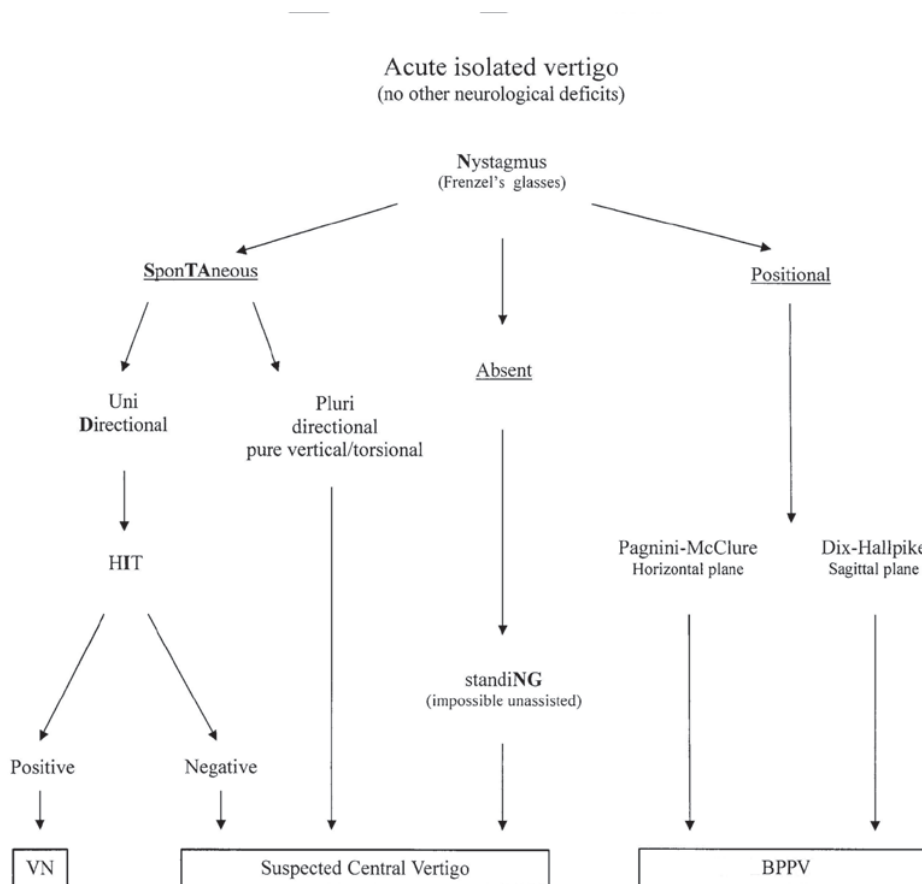 Acute isolated vertigo
(no other neurological deficits)
Nystagmus
(Frenzel's glasses)
SponTAneous
Positional
Absent
Uni
Directional
Pluri
directional
pure vertical/torsional
HIT
Pagnini-McClure
Horizontal plane
Dix-Hallpike
Sagittal plane
standiNG
(impossible unassisted)
Positive
Negative
VN
Suspected Central Vertigo
BPPV